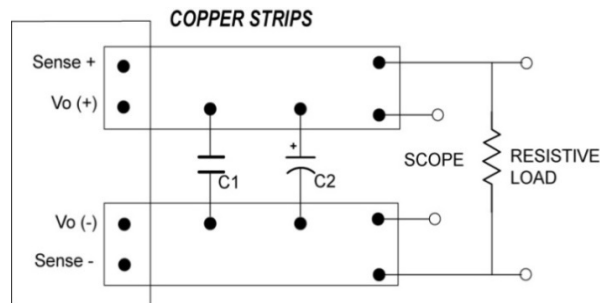 COPPER STRIPS
Sense +
Vo (+)
+
C1
C2
SCOPE
RESISTIVE
LOAD
Vo (-)
Sense -